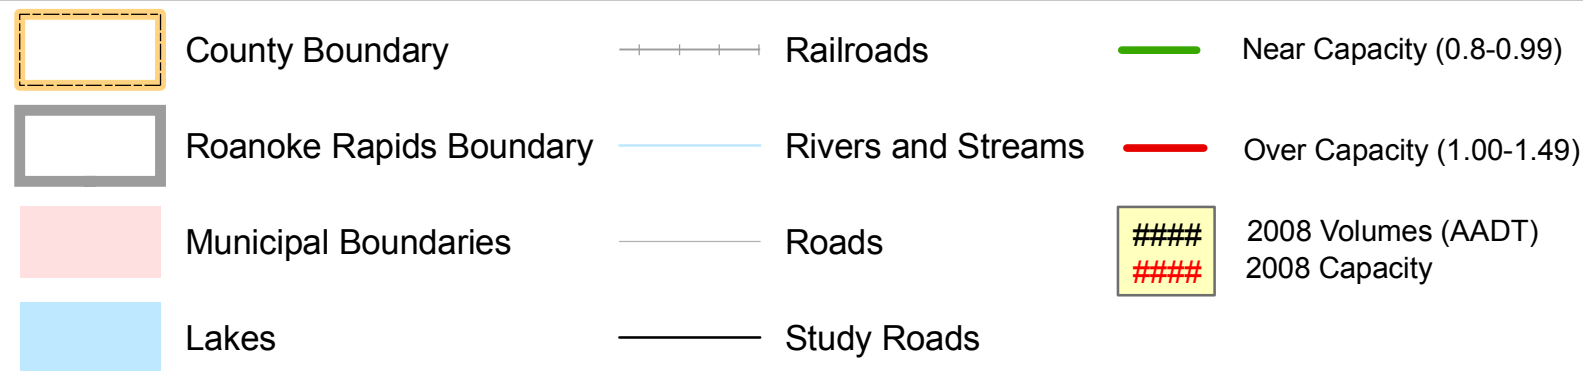 County Boundary
Roanoke Rapids Boundary
Municipal Boundaries
Lakes
Railroads
Rivers and Streams
Roads
Study Roads
Near Capacity (0.8-0.99)
Over Capacity (1.00-1.49)
####
####
2008 Volumes (AADT)
2008 Capacity